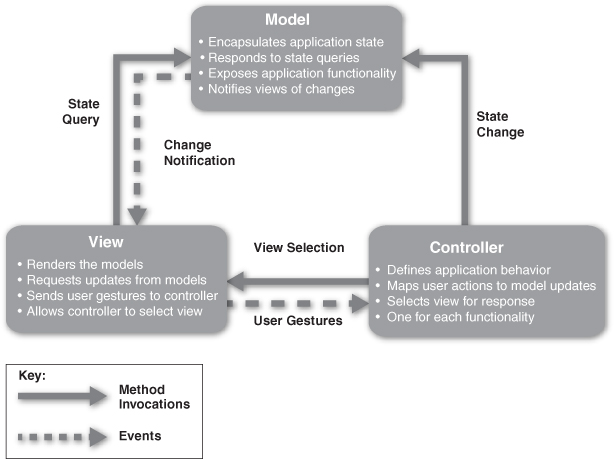 Model
• Encapsulates application state
• Responds to state queries
• Exposes application functionality
• Notifies views of changes
State
Query
Change
Notification
State
Change
View
• Renders the models
• Requests updates from models
• Sends user gestures to controller
• Allows controller to select view
View Selection
User Gestures
Controller
• Defines application behavior
• Maps user actions to model updates
• Selects view for response
• One for each functionality
Key:
Method
Invocations
Events